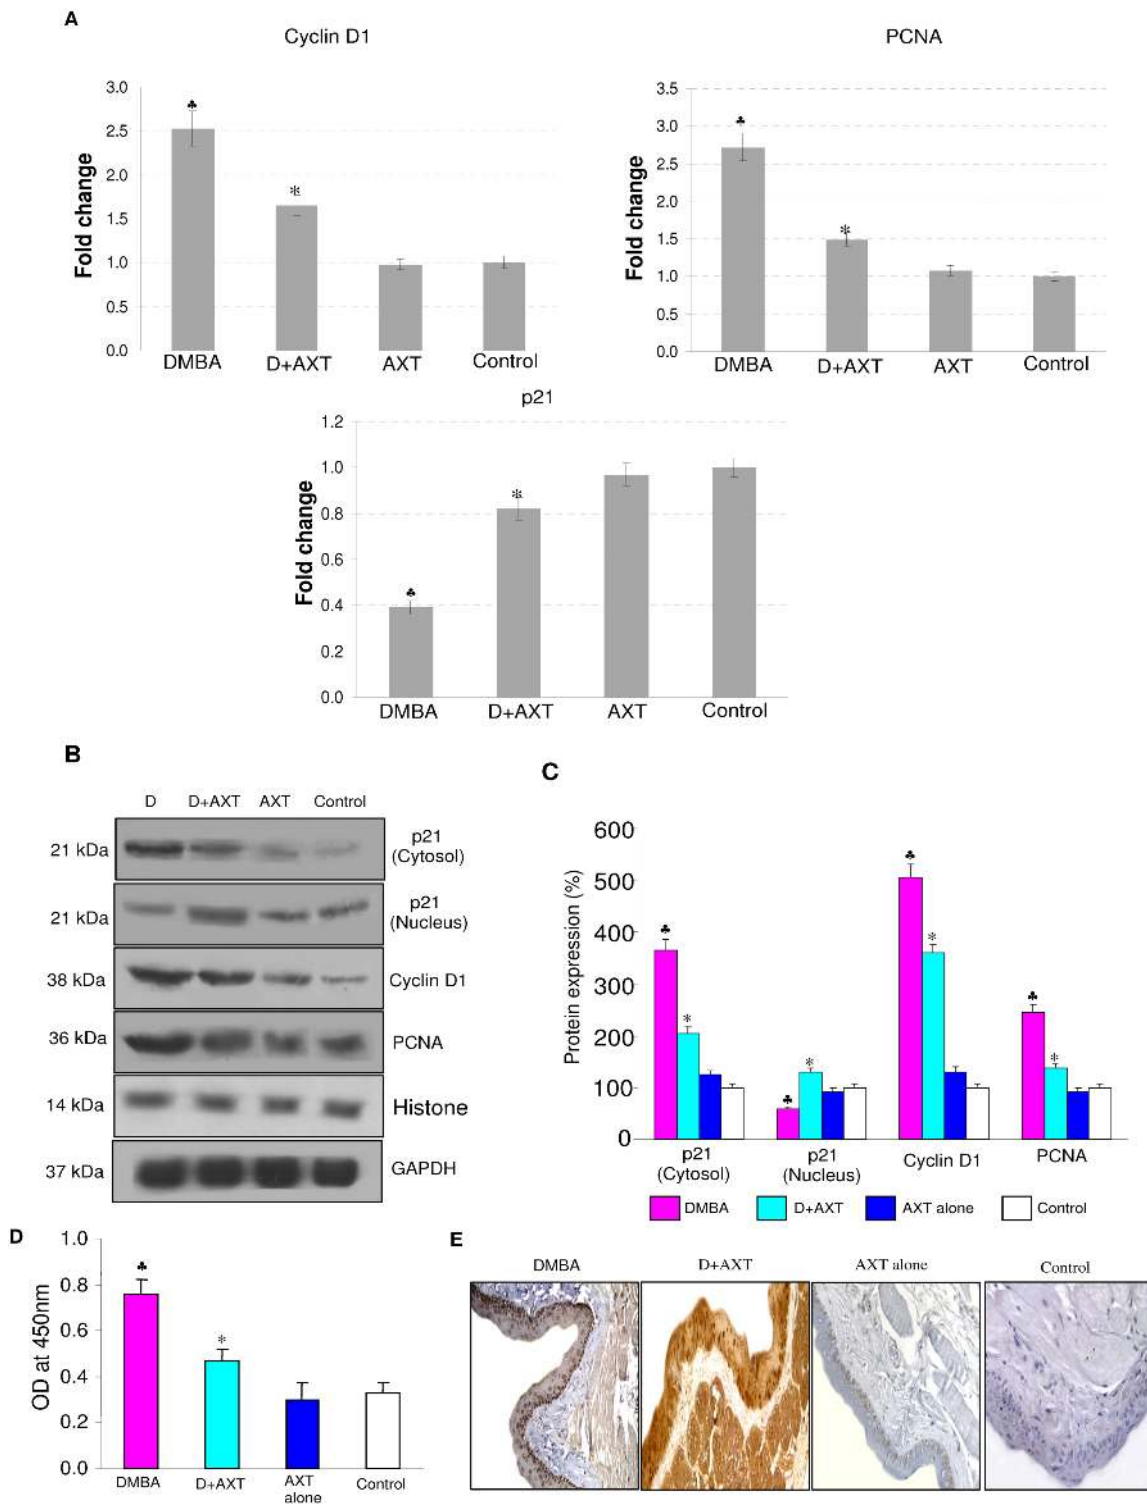 A
Cyclin D1
PCNA
Fold change
3.0
2.5
2.0
1.5
1.0
0.5
0.0
♣
*
DMBA
D+AXT
AXT
Control
Fold change
3.5
3.0
2.5
2.0
1.5
1.0
0.5
0.0
♣
*
DMBA
D+AXT
AXT
Control
p21
Fold change
1.2
1.0
0.8
0.6
0.4
0.2
0.0
♣
*
DMBA
D+AXT
AXT
Control
B
D D+AXT AXT Control
21 kDa p21
(Cytosol)
21 kDa p21
(Nucleus)
38 kDa Cyclin D1
36 kDa PCNA
14 kDa Histone
37 kDa GAPDH
C
Protein expression (%)
600
500
400
300
200
100
0
♣ * ♣ * ♣ * ♣ *
p21
(Cytosol)
p21
(Nucleus)
Cyclin D1
PCNA
DMBA D+AXT AXT alone Control
D
OD at 450nm
1.0
0.8
0.6
0.4
0.2
0.0
♣
*
DMBA
D+AXT
AXT
alone
Control
E
DMBA D+AXT AXT alone Control